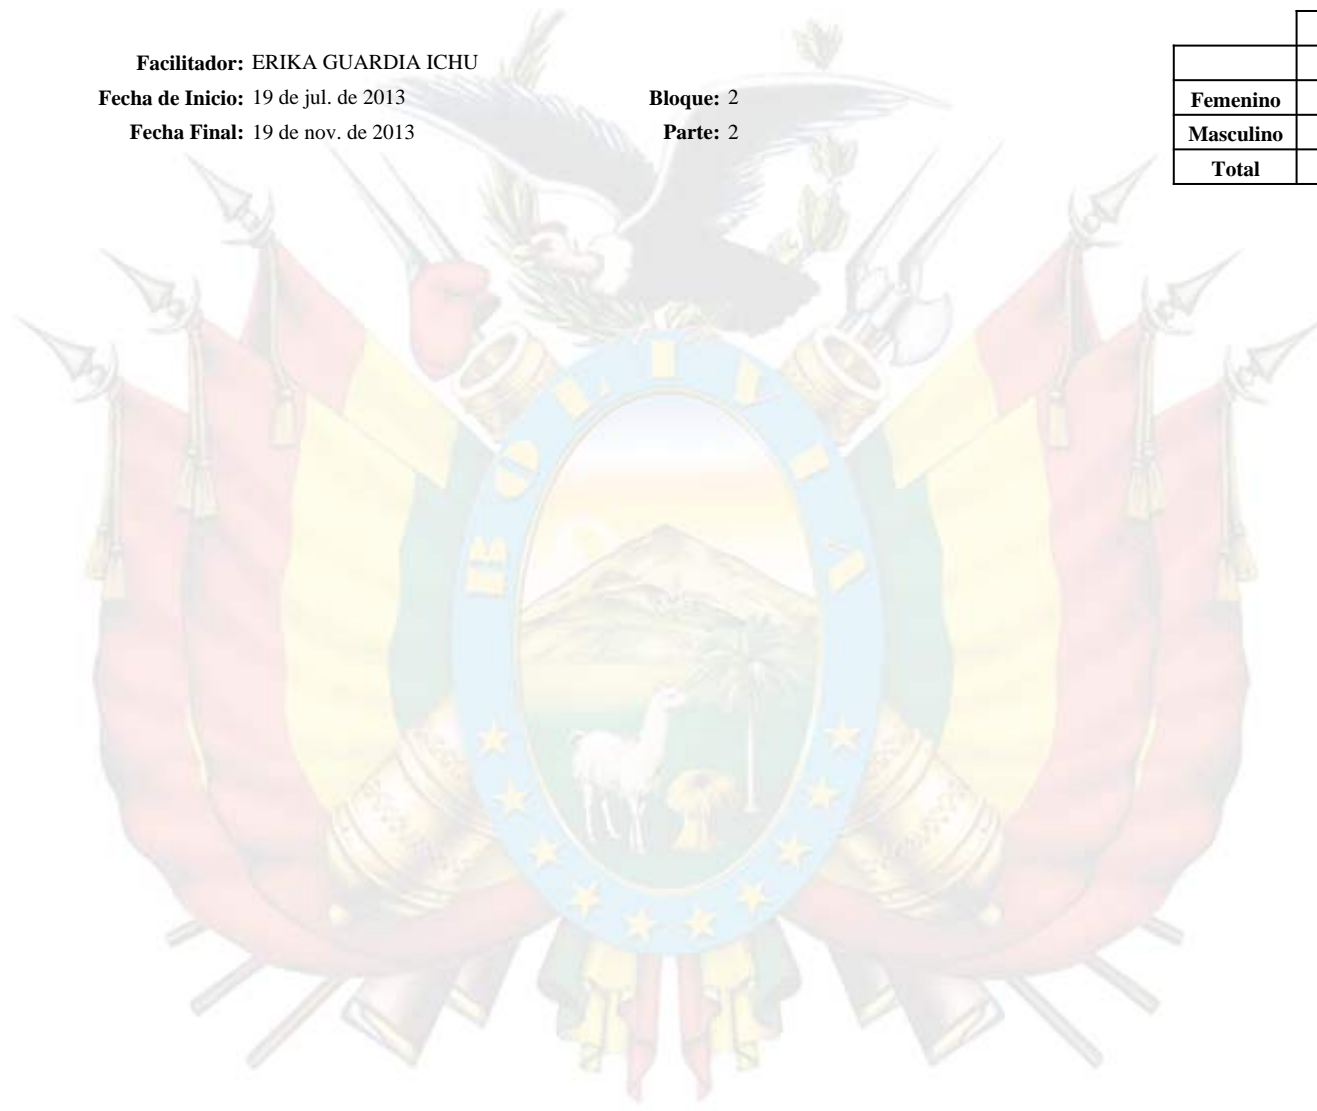 Facilitador: ERIKA GUARDIA ICHU
Fecha de Inicio: 19 de jul. de 2013 Bloque: 2
Fecha Final: 19 de nov. de 2013 Parte: 2
Femenino
Masculino
Total
BOLIVIA